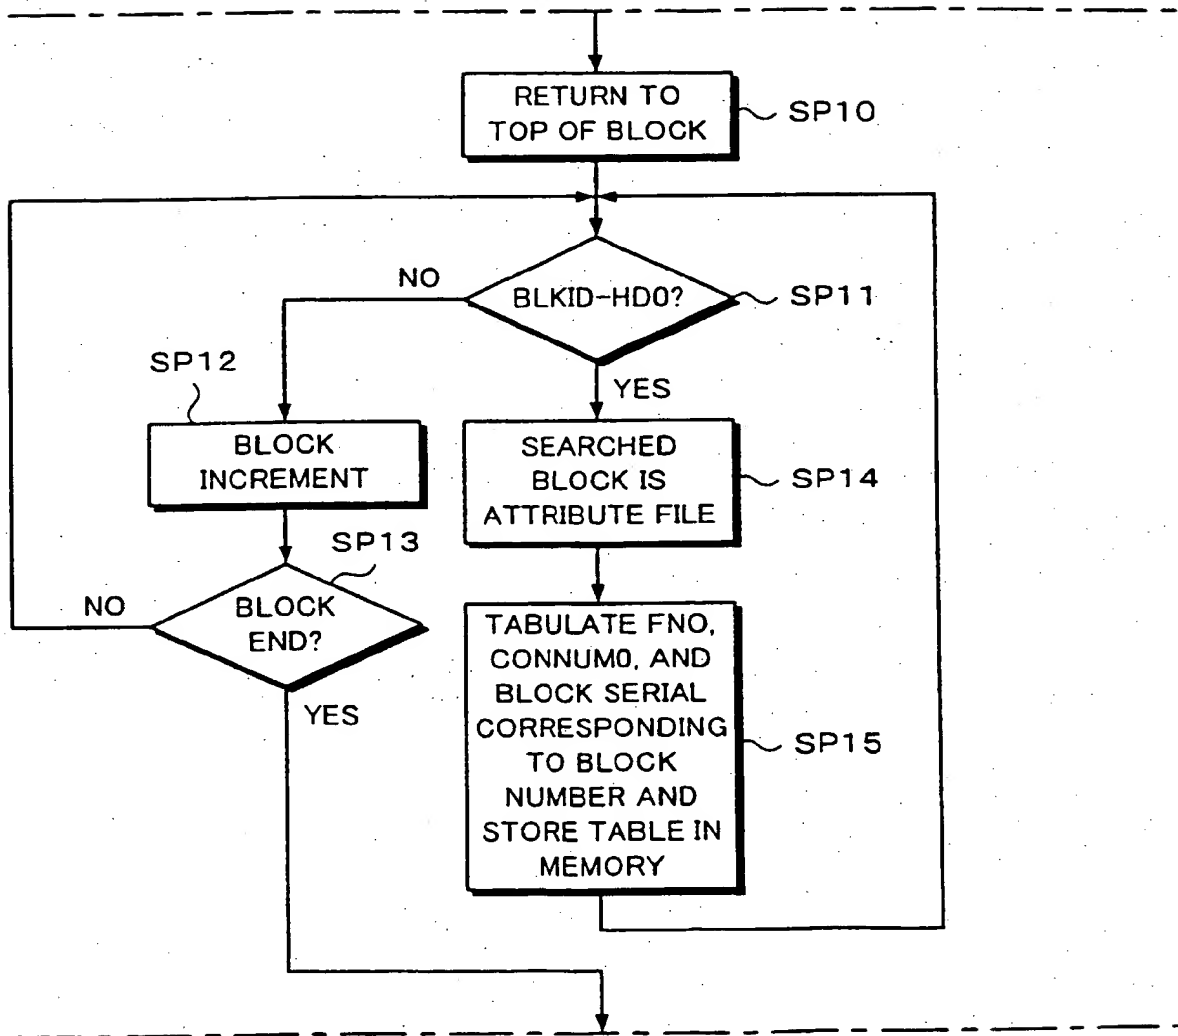 RETURN TO
TOP OF BLOCK
SP10
NO
BLKID-HD0?
SP11
SP12
YES
BLOCK
INCREMENT
SEARCHED
BLOCK IS
ATTRIBUTE FILE
SP14
SP13
NO
BLOCK
END?
YES
TABULATE FNO,
CONNUM0, AND
BLOCK SERIAL
CORRESPONDING
TO BLOCK
NUMBER AND
STORE TABLE IN
MEMORY
SP15